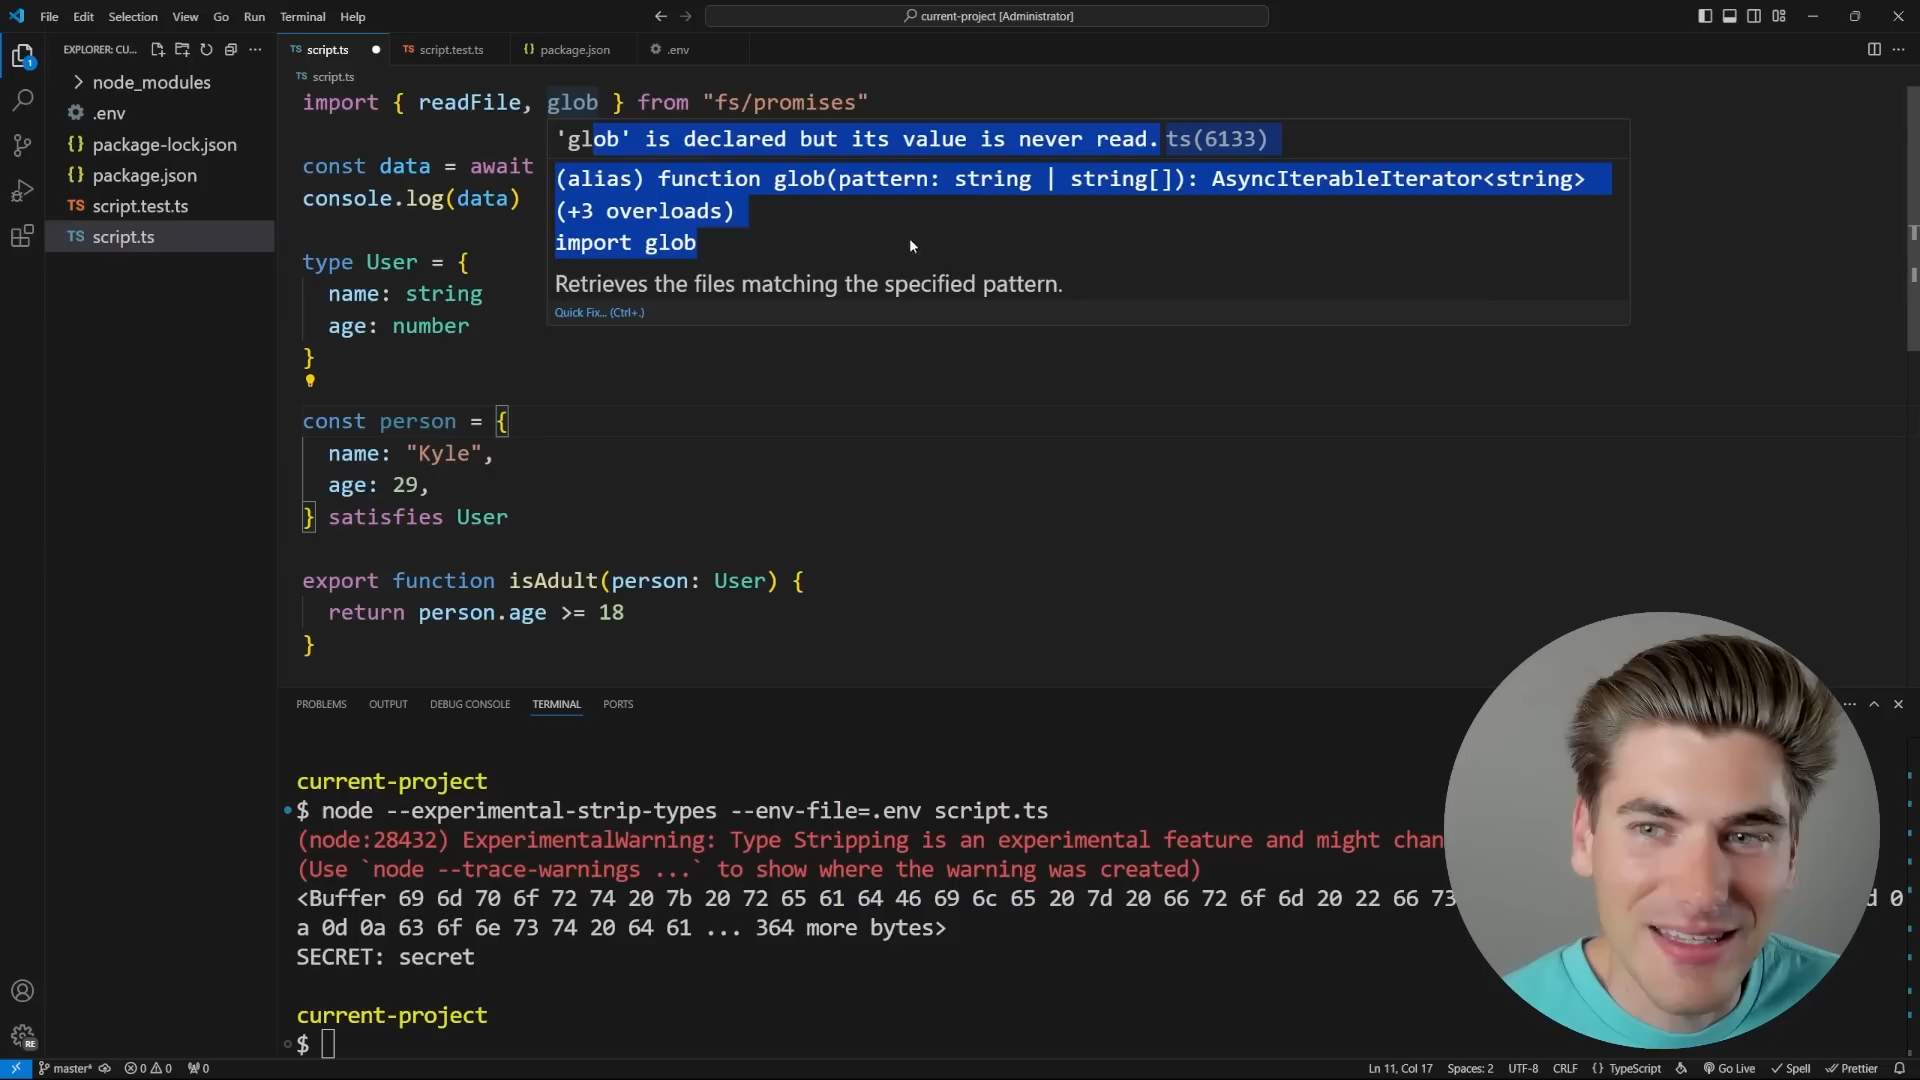 File Edit Selection View Go Run Terminal Help
current-project [Administrator]
EXPLORER: CU...
TS script.ts
TS script.test.ts
{} package.json
.env
node_modules
.env
{} package-lock.json
{} package.json
TS script.test.ts
TS script.ts
1
TS script.ts
import { readFile, glob } from "fs/promises"
'glob' is declared but its value is never read. ts(6133)
(alias) function glob(pattern: string | string[]): AsyncIterableIterator<string>
(+3 overloads)
import glob
Retrieves the files matching the specified pattern.
Quick Fix... (Ctrl+.)
const data = await
console.log(data)
type User = {
name: string
age: number
}
const person = {
name: "Kyle",
age: 29,
} satisfies User
export function isAdult(person: User) {
return person.age >= 18
}
PROBLEMS OUTPUT DEBUG CONSOLE TERMINAL PORTS
current-project
$ node --experimental-strip-types --env-file=.env script.ts
(node:28432) ExperimentalWarning: Type Stripping is an experimental feature and might chan
(Use `node --trace-warnings ...` to show where the warning was created)
<Buffer 69 6d 70 6f 72 74 20 7b 20 72 65 61 64 46 69 6c 65 20 7d 20 66 72 6f 6d 20 22 66 73 d 0
a 0d 0a 63 6f 6e 73 74 20 64 61 ... 364 more bytes>
SECRET: secret
current-project
$
RE
master* 0 0 0 Ln 11, Col 17 Spaces: 2 UTF-8 CRLF {} TypeScript Go Live Spell Prettier